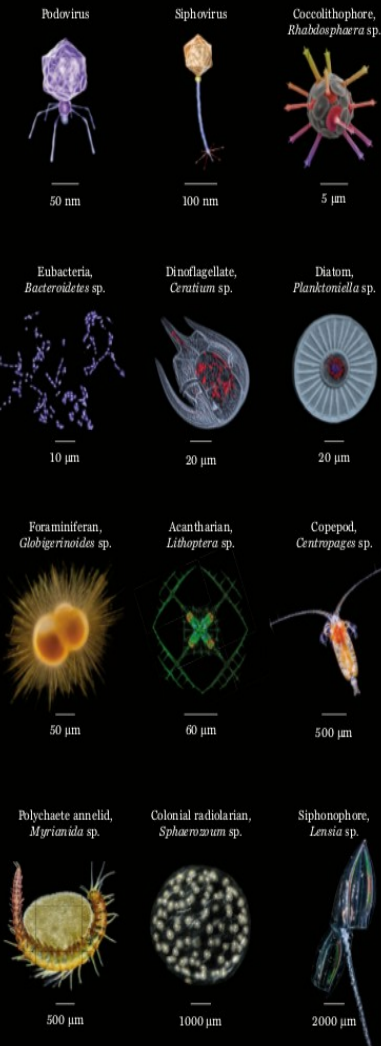 Podovirus
50 nm
Siphovirus
100 nm
Coccolithophore,
Rhabdosphaera sp.
5 μm
Eubacteria,
Bacteroidetes sp.
10 μm
Dinoflagellate,
Ceratium sp.
20 μm
Diatom,
Planktoniella sp.
20 μm
Foraminiferan,
Globigerinoides sp.
50 μm
Acantharian,
Lithoptera sp.
60 μm
Copepod,
Centropages sp.
500 μm
Polychaete annelid,
Myrianida sp.
500 μm
Colonial radiolarian,
Sphaerozoum sp.
1000 μm
Siphonophore,
Lensia sp.
2000 μm